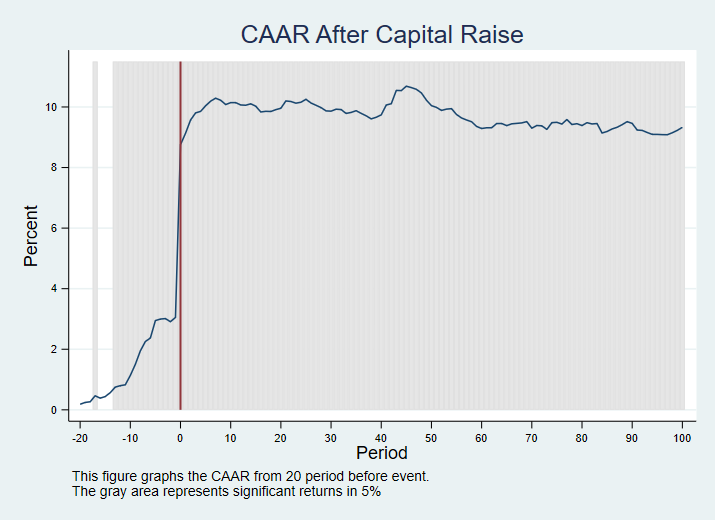 CAAR After Capital Raise
Percent
10
8
6
4
2
0
-20 -10 0 10 20 30 40 50 60 70 80 90 100
Period
This figure graphs the CAAR from 20 period before event.
The gray area represents significant returns in 5%